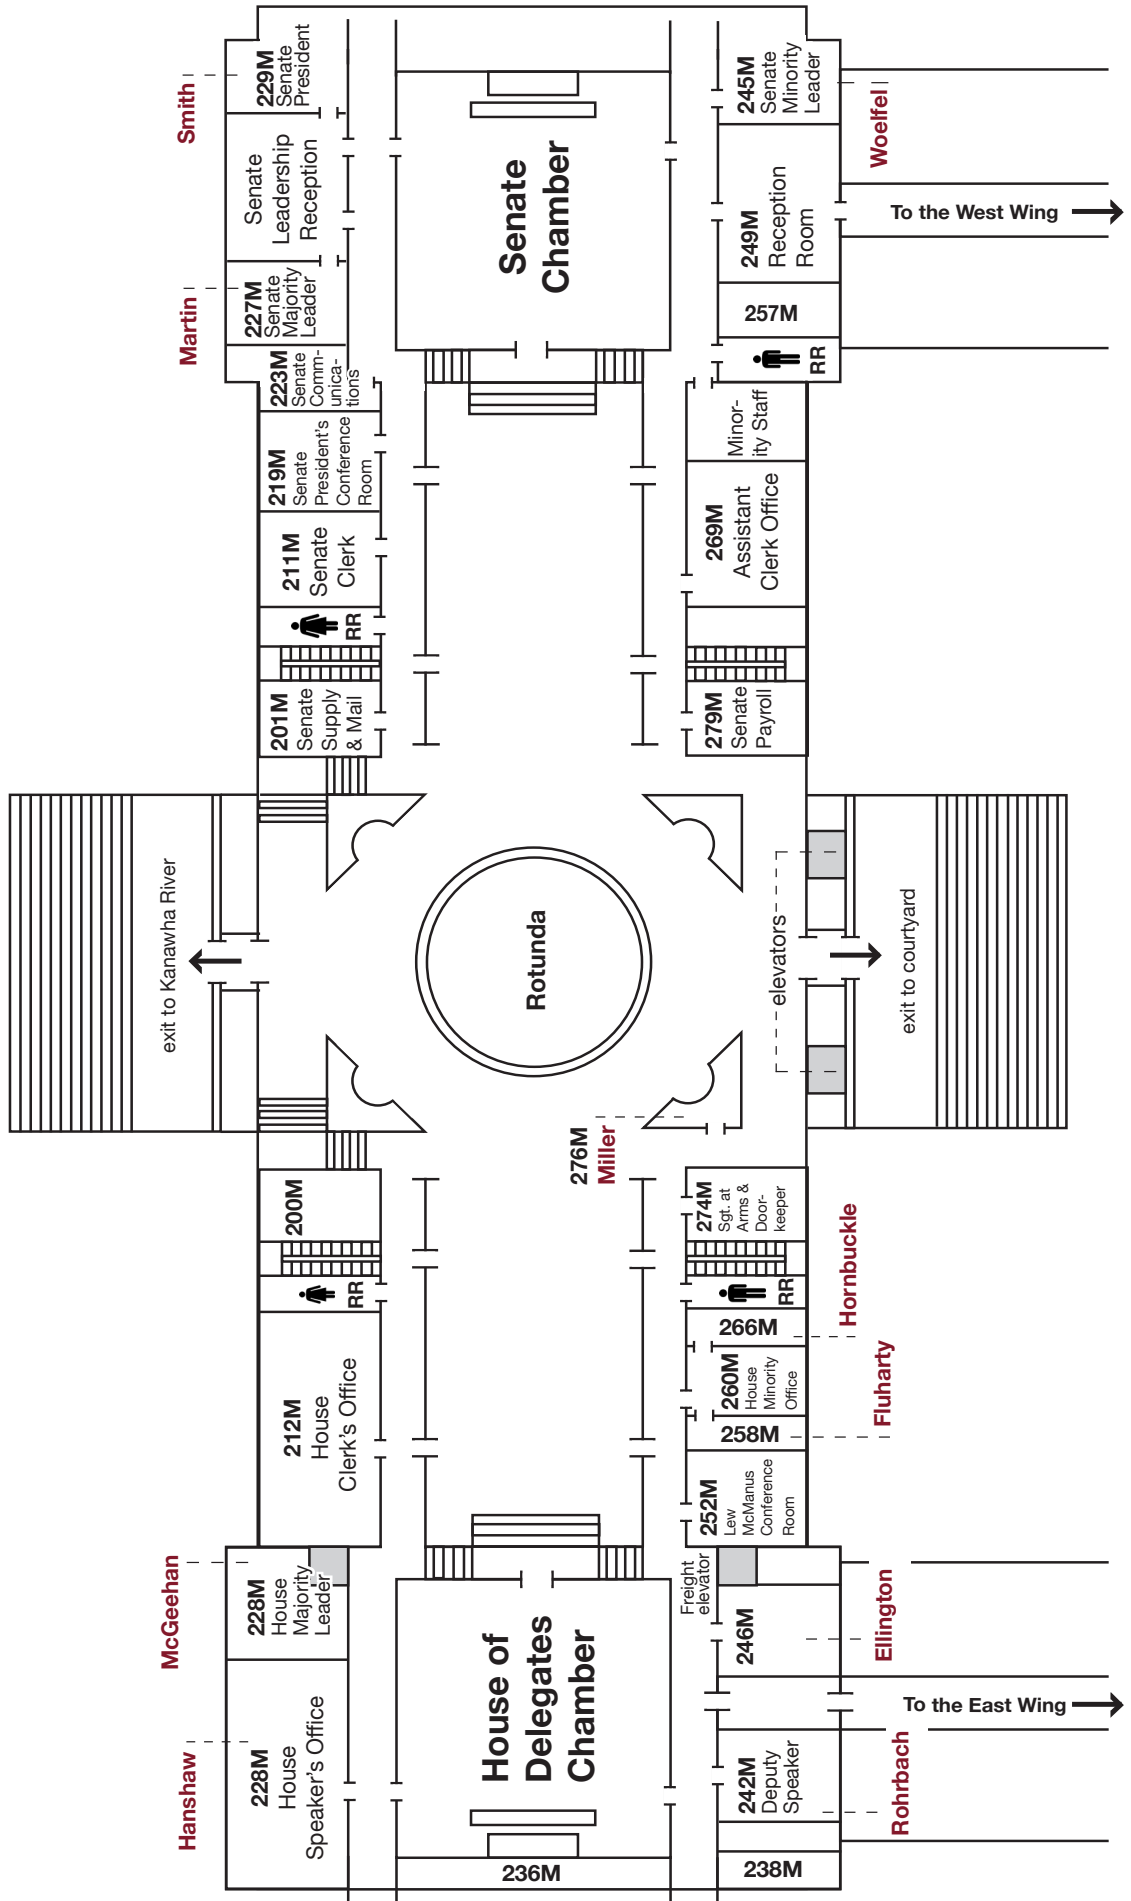 Smith
229M
Senate
President
Senate
Leadership
Reception
Martin
227M
Senate
Majority
Leader
223M
Senate
Comm-
unica-
tions
219M
Senate
President's
Conference
Room
211M
Senate
Clerk
RR
201M
Senate
Supply
& Mail
Senate
Chamber
245M
Senate
Minority
Leader
Woelfel
To the West Wing
249M
Reception
Room
257M
RR
Minor-
ity Staff
269M
Assistant
Clerk Office
279M
Senate
Payroll
exit to Kanawha River
Rotunda
elevators
exit to courtyard
276M
Miller
200M
RR
212M
House
Clerk's Office
274M
Sgt. at
Arms &
Door-
keeper
RR
Hornbuckle
266M
260M
House
Minority
Office
Fluharty
258M
252M
Lew
McManus
Conference
Room
McGeehan
228M
House
Majority
Leader
Hanshaw
228M
House
Speaker's Office
House of
Delegates
Chamber
236M
Freight
elevator
246M
Ellington
To the East Wing
242M
Deputy
Speaker
Rohrbach
238M